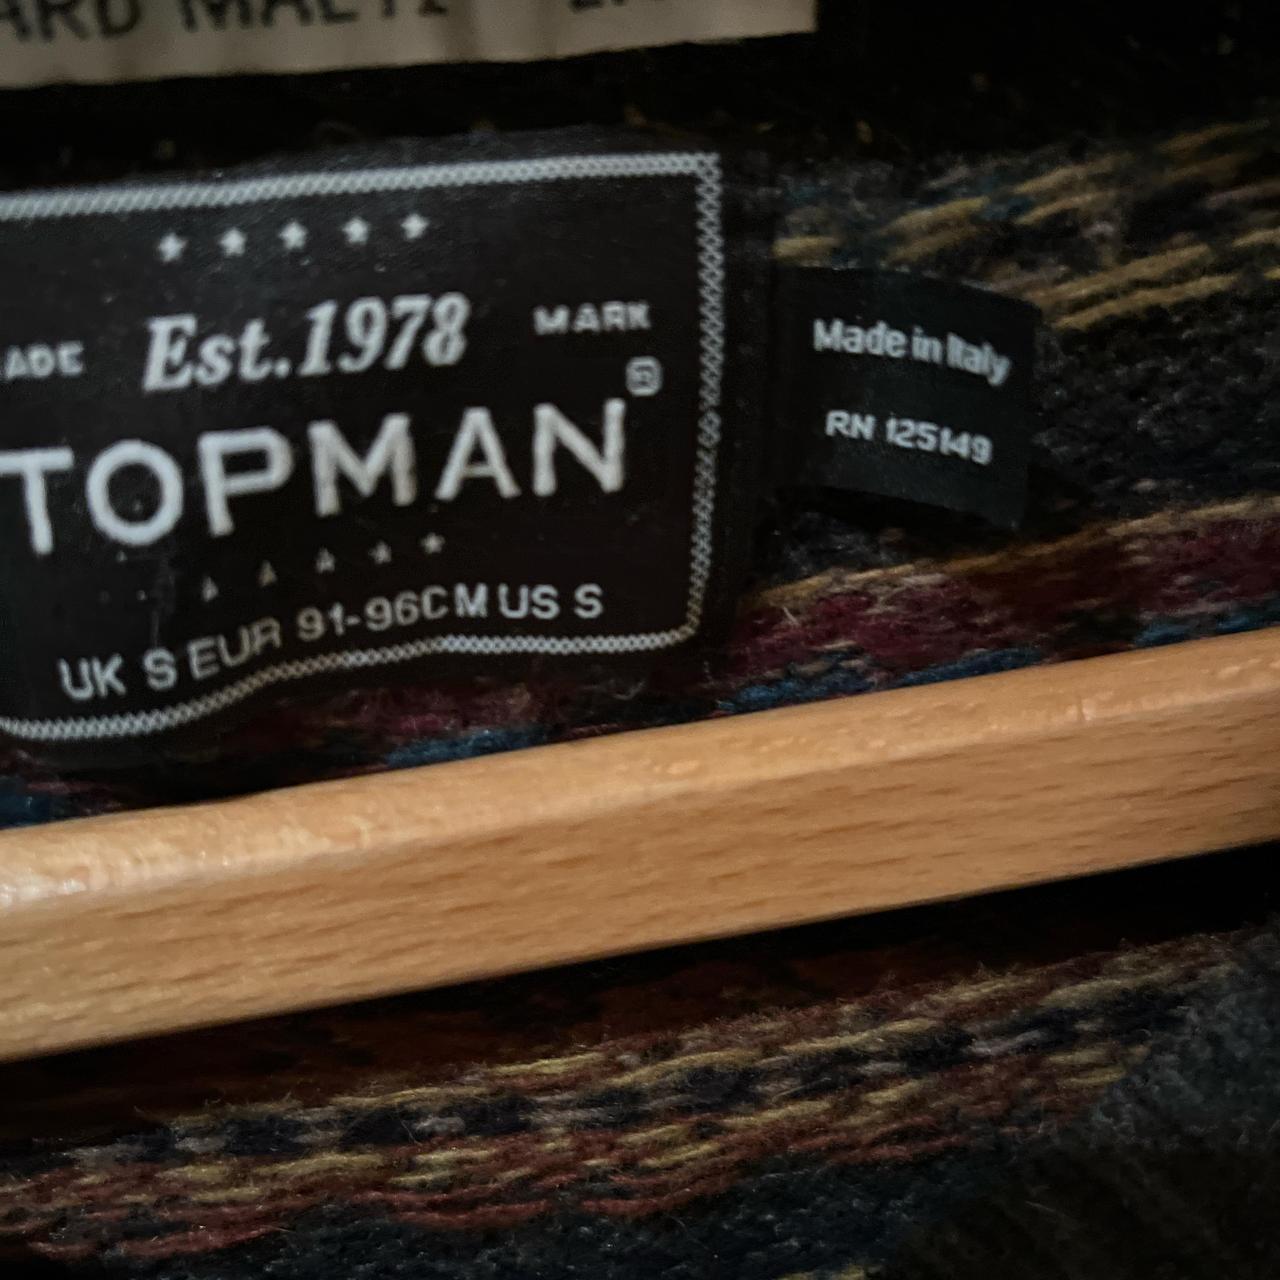 Est.1978
MARK
TOPMAN®
UK S EUR 91-96CM US S
Made in Italy
RN 125149